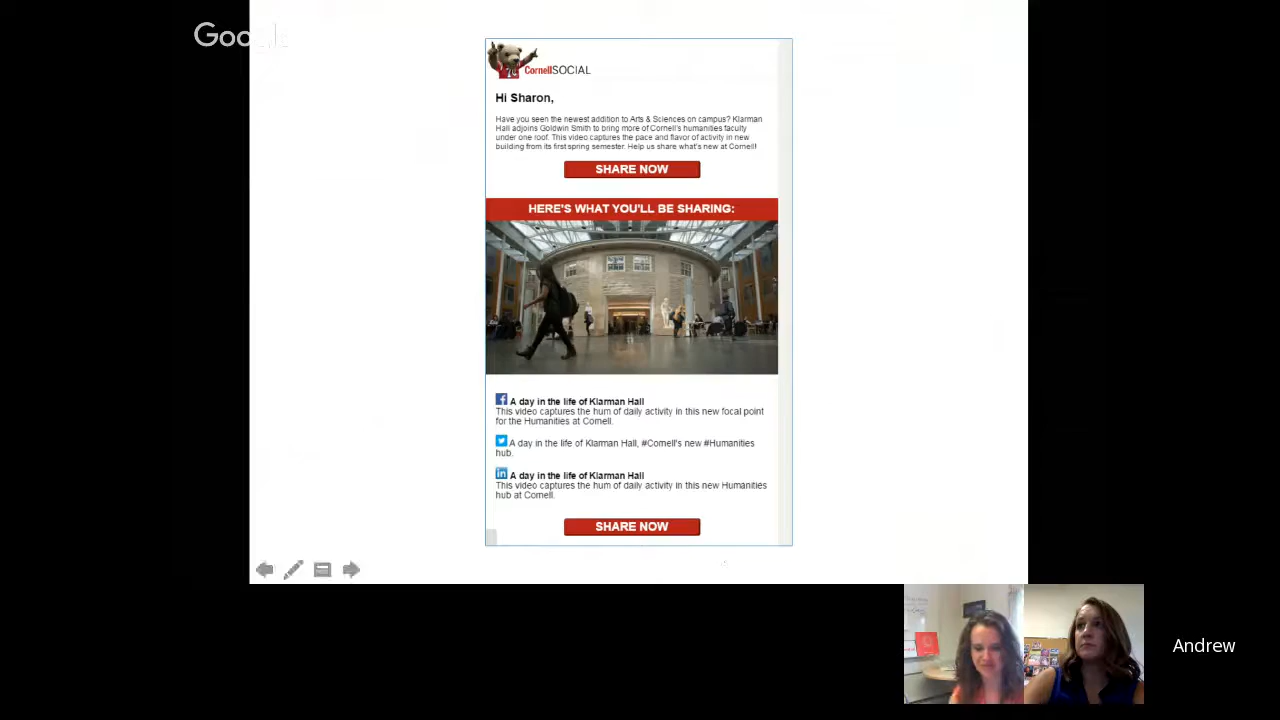 Google
CornellSOCIAL
Hi Sharon,
Have you seen the newest addition to Arts & Sciences on campus? Klarman
Hall adjoins Goldwin Smith to bring more of Cornell's humanities faculty
under one roof. This video captures the pace and flavor of activity in new
building from its first spring semester. Help us share what's new at Cornell!
SHARE NOW
HERE'S WHAT YOU'LL BE SHARING:
A day in the life of Klarman Hall
This video captures the hum of daily activity in this new focal point
for the Humanities at Cornell.
A day in the life of Klarman Hall, #Cornell's new #Humanities
hub.
A day in the life of Klarman Hall
This video captures the hum of daily activity in this new Humanities
hub at Cornell.
SHARE NOW
Andrew